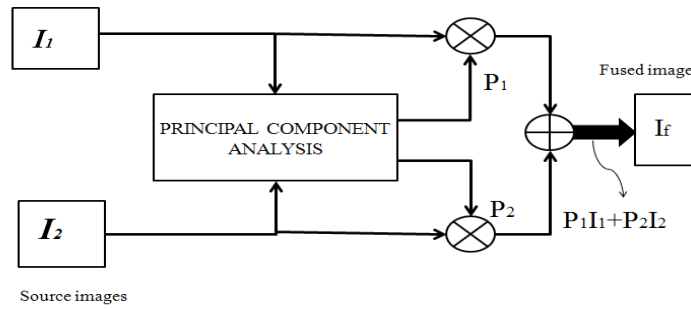 I1
Fused image
P1
PRINCIPAL COMPONENT
ANALYSIS
If
P2
I2
P1I1+P2I2
Source images